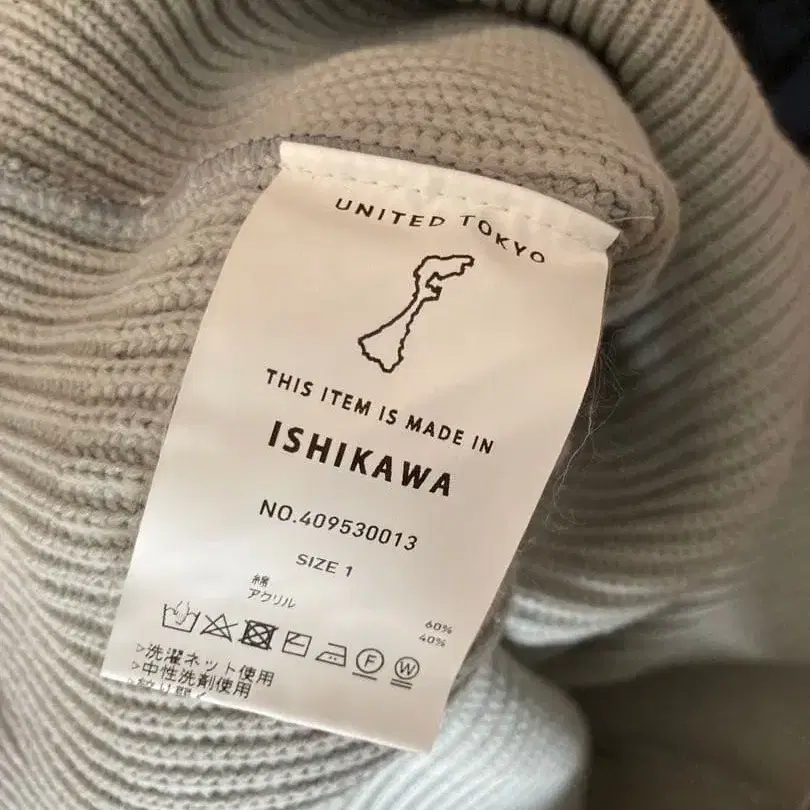 UNITED TOKYO
THIS ITEM IS MADE IN
ISHIKAWA
NO.409530013
SIZE 1
綿 60%
アクリル 40%
F W
▷洗濯ネット使用
▷中性洗剤使用